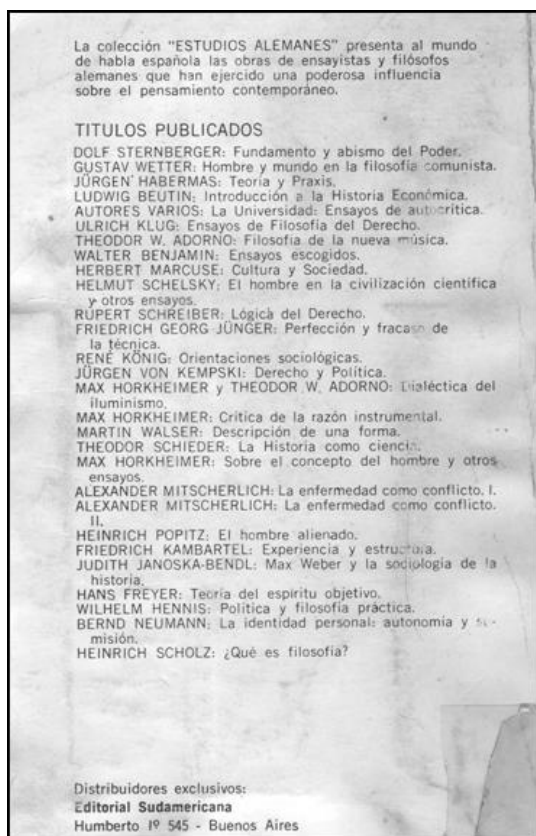 La colección "ESTUDIOS ALEMANES" presenta al mundo
de habla española las obras de ensayistas y filósofos
alemanes que han ejercido una poderosa influencia
sobre el pensamiento contemporáneo.
TITULOS PUBLICADOS
DOLF STERNBERGER: Fundamento y abismo del Poder.
GUSTAV WETTER: Hombre y mundo en la filosofía comunista.
JÜRGEN HABERMAS: Teoría y Praxis.
LUDWIG BEUTIN: Introducción a la Historia Económica.
AUTORES VARIOS: La Universidad: Ensayos de autocrítica.
ULRICH KLUG: Ensayos de Filosofía del Derecho.
THEODOR W. ADORNO: Filosofía de la nueva música.
WALTER BENJAMIN: Ensayos escogidos.
HERBERT MARCUSE: Cultura y Sociedad.
HELMUT SCHELSKY: El hombre en la civilización científica
y otros ensayos.
RUPERT SCHREIBER: Lógica del Derecho.
FRIEDRICH GEORG JÜNGER: Perfección y fracaso de
la técnica.
RENÉ KÖNIG: Orientaciones sociológicas.
JÜRGEN VON KEMPSKI: Derecho y Política.
MAX HORKHEIMER y THEODOR W. ADORNO: Dialéctica del
iluminismo.
MAX HORKHEIMER: Crítica de la razón instrumental.
MARTIN WALSER: Descripción de una forma.
THEODOR SCHIEDER: La Historia como ciencia.
MAX HORKHEIMER: Sobre el concepto del hombre y otros
ensayos.
ALEXANDER MITSCHERLICH: La enfermedad como conflicto. I.
ALEXANDER MITSCHERLICH: La enfermedad como conflicto.
II.
HEINRICH POPITZ: El hombre alienado.
FRIEDRICH KAMBARTEL: Experiencia y estructura.
JUDITH JANOSKA-BENDL: Max Weber y la sociología de la
historia.
HANS FREYER: Teoría del espíritu objetivo.
WILHELM HENNIS: Política y filosofía práctica.
BERND NEUMANN: La identidad personal: autonomía y su-
misión.
HEINRICH SCHOLZ: ¿Qué es filosofía?
Distribuidores exclusivos:
Editorial Sudamericana
Humberto Iº 545 - Buenos Aires